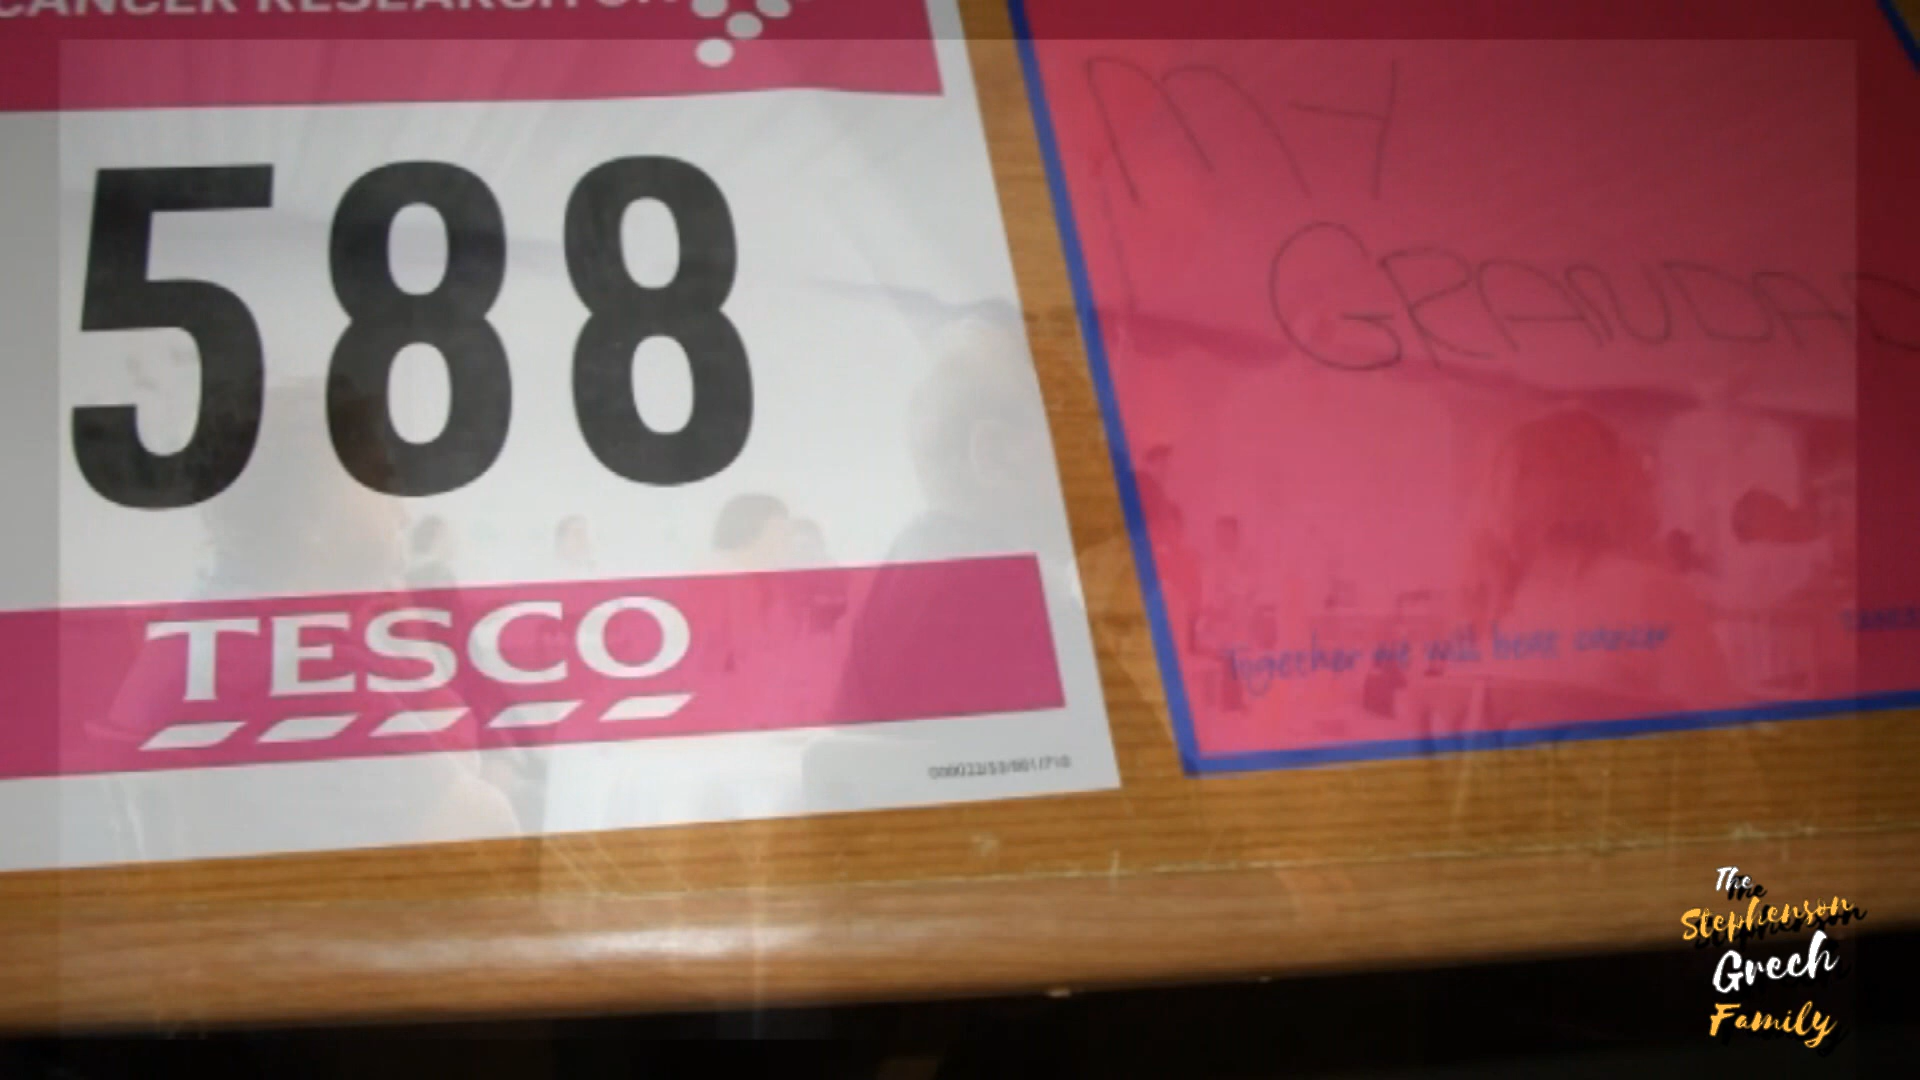 CANCER RESEARCH UK
588
TESCO
MY
GRANDAD
Together we will beat cancer
The
Stephenson
Grech
Family